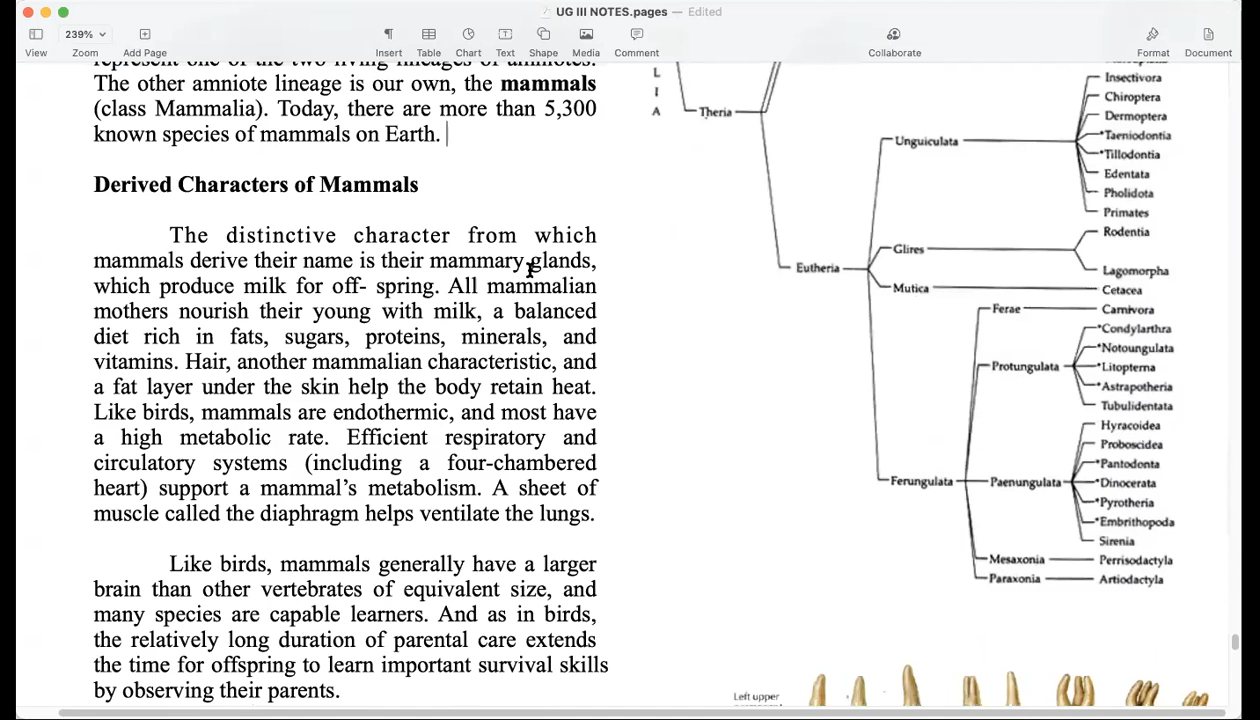 UG III NOTES.pages — Edited
239%
View
Zoom
Add Page
Insert
Table
Chart
Text
Shape
Media
Comment
Collaborate
Format
Document
represent one of the two living lineages of amniotes.
The other amniote lineage is our own, the mammals
(class Mammalia). Today, there are more than 5,300
known species of mammals on Earth.
Derived Characters of Mammals
The distinctive character from which
mammals derive their name is their mammary glands,
which produce milk for off- spring. All mammalian
mothers nourish their young with milk, a balanced
diet rich in fats, sugars, proteins, minerals, and
vitamins. Hair, another mammalian characteristic, and
a fat layer under the skin help the body retain heat.
Like birds, mammals are endothermic, and most have
a high metabolic rate. Efficient respiratory and
circulatory systems (including a four-chambered
heart) support a mammal's metabolism. A sheet of
muscle called the diaphragm helps ventilate the lungs.
Like birds, mammals generally have a larger
brain than other vertebrates of equivalent size, and
many species are capable learners. And as in birds,
the relatively long duration of parental care extends
the time for offspring to learn important survival skills
by observing their parents.
L
I
A
Theria
Eutheria
Unguiculata
Glires
Mutica
Ferungulata
Ferae
Protungulata
Paenungulata
Mesaxonia
Paraxonia
Insectivora
Chiroptera
Dermoptera
*Taeniodontia
*Tillodontia
Edentata
Pholidota
Primates
Rodentia
Lagomorpha
Cetacea
Carnivora
*Condylarthra
*Notoungulata
*Litopterna
*Astrapotheria
Tubulidentata
Hyracoidea
Proboscidea
*Pantodonta
*Dinocerata
*Pyrotheria
*Embrithopoda
Sirenia
Perrisodactyla
Artiodactyla
Left upper